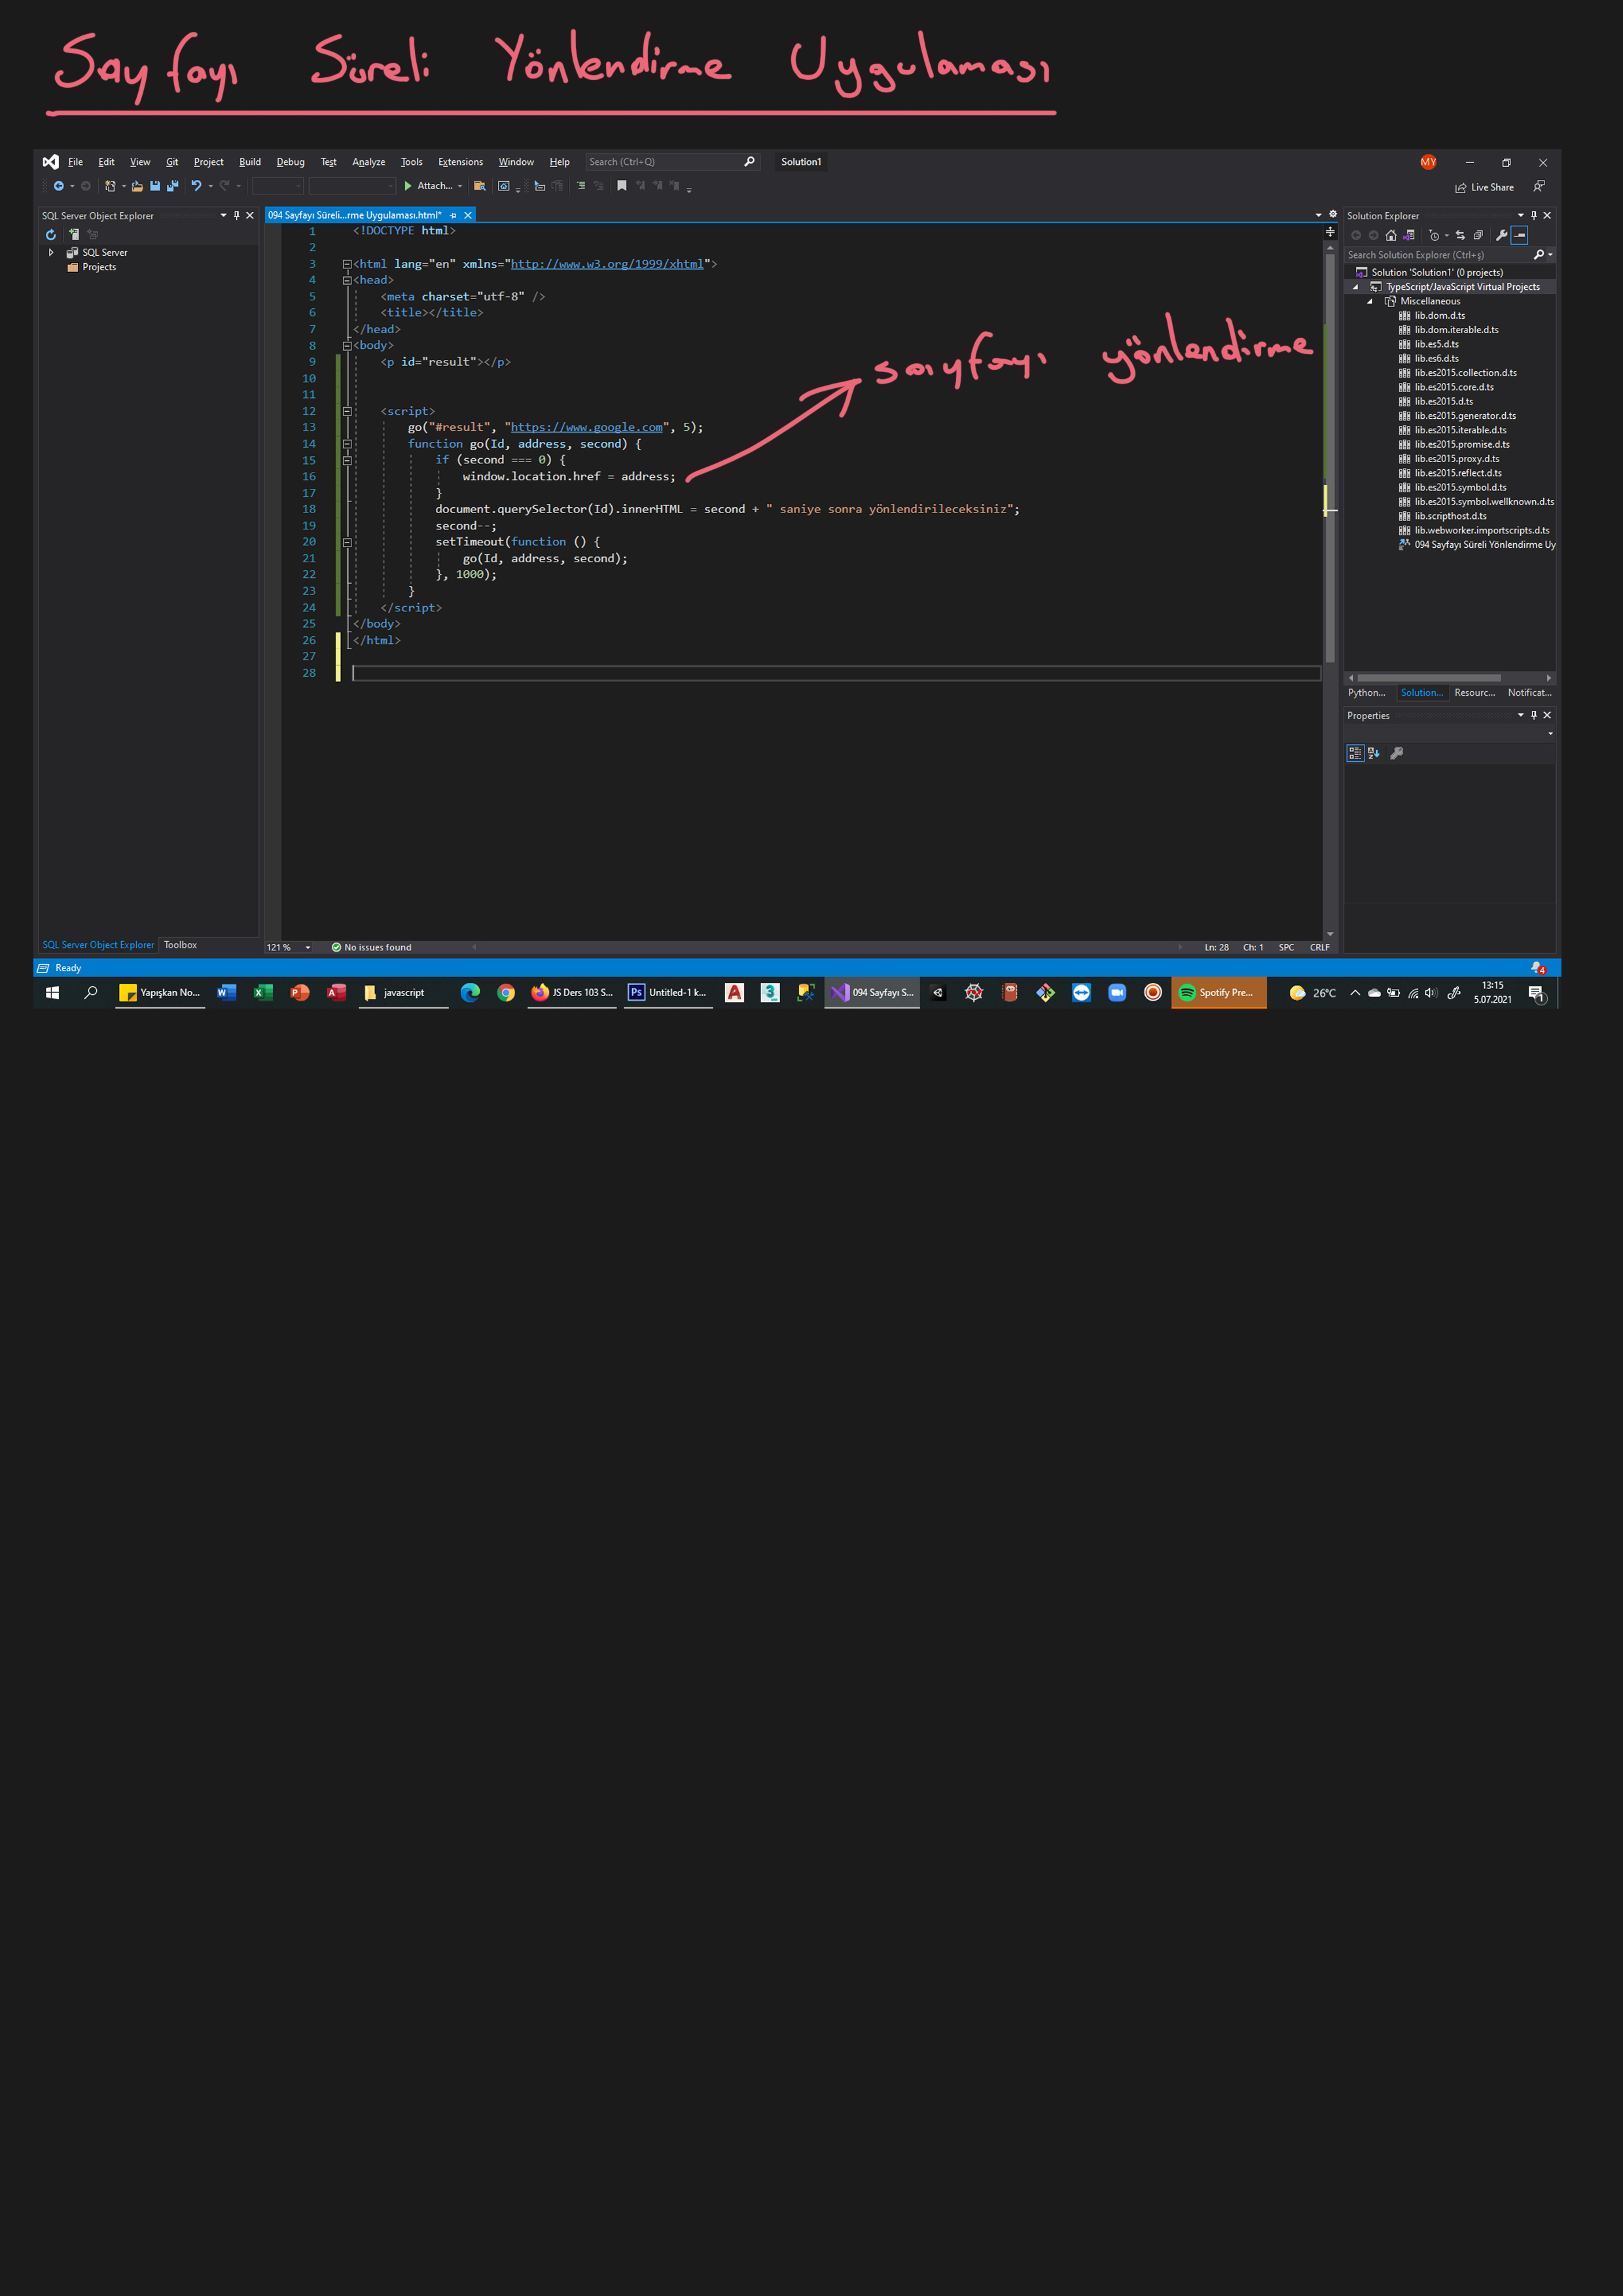 Sayfayı Süreli Yönlendirme Uygulaması
File Edit View Git Project Build Debug Test Analyze Tools Extensions Window Help Search (Ctrl+Q) Solution1 MY
Attach... Live Share
SQL Server Object Explorer
SQL Server
Projects
094 Sayfayı Süreli...rme Uygulaması.html*
1 <!DOCTYPE html>
2
3 <html lang="en" xmlns="http://www.w3.org/1999/xhtml">
4 <head>
5 <meta charset="utf-8" />
6 <title></title>
7 </head>
8 <body>
9 <p id="result"></p>
10
11
12 <script>
13 go("#result", "https://www.google.com", 5);
14 function go(Id, address, second) {
15 if (second === 0) {
16 window.location.href = address;
17 }
18 document.querySelector(Id).innerHTML = second + " saniye sonra yönlendirileceksiniz";
19 second--;
20 setTimeout(function () {
21 go(Id, address, second);
22 }, 1000);
23 }
24 </script>
25 </body>
26 </html>
27
28
sayfayı yönlendirme
Solution Explorer
Search Solution Explorer (Ctrl+ş)
Solution 'Solution1' (0 projects)
TypeScript/JavaScript Virtual Projects
Miscellaneous
lib.dom.d.ts
lib.dom.iterable.d.ts
lib.es5.d.ts
lib.es6.d.ts
lib.es2015.collection.d.ts
lib.es2015.core.d.ts
lib.es2015.d.ts
lib.es2015.generator.d.ts
lib.es2015.iterable.d.ts
lib.es2015.promise.d.ts
lib.es2015.proxy.d.ts
lib.es2015.reflect.d.ts
lib.es2015.symbol.d.ts
lib.es2015.symbol.wellknown.d.ts
lib.scripthost.d.ts
lib.webworker.importscripts.d.ts
094 Sayfayı Süreli Yönlendirme Uy
Python... Solution... Resourc... Notificat...
Properties
SQL Server Object Explorer Toolbox
121 % No issues found Ln: 28 Ch: 1 SPC CRLF
Ready 4
Yapışkan No... javascript JS Ders 103 S... Untitled-1 k... 094 Sayfayı S... Spotify Pre... 26°C 13:15
5.07.2021 1